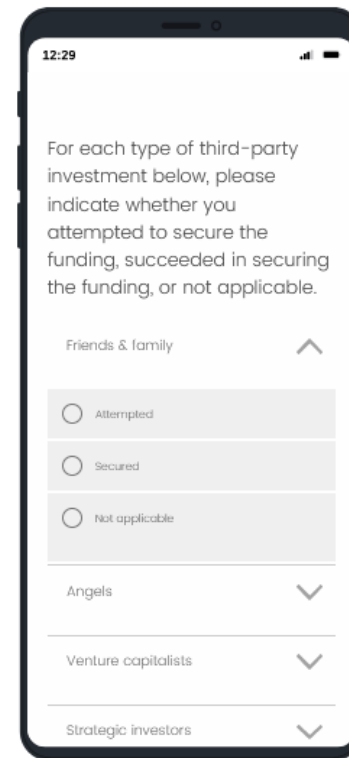 12:29
For each type of third-party
investment below, please
indicate whether you
attempted to secure the
funding, succeeded in securing
the funding, or not applicable.
Friends & family
Attempted
Secured
Not applicable
Angels
Venture capitalists
Strategic investors